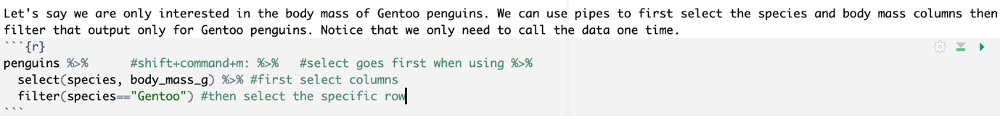 Let's say we are only interested in the body mass of Gentoo penguins. We can use pipes to first select the species and body mass columns then
filter that output only for Gentoo penguins. Notice that we only need to call the data one time.
```{r}
penguins %>%      #shift+command+m: %>%   #select goes first when using %>%
  select(species, body_mass_g) %>% #first select columns
  filter(species=="Gentoo") #then select the specific row
```